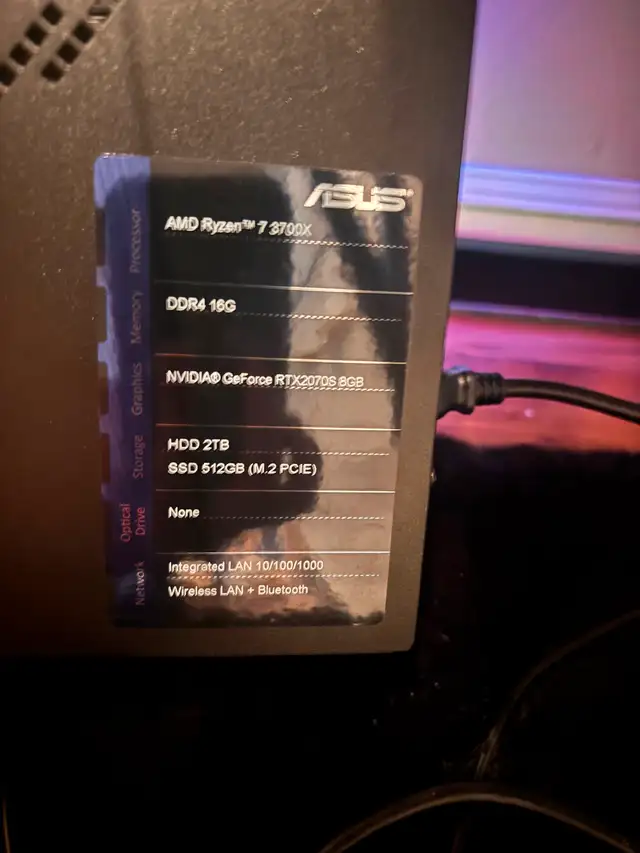 ASUS
Processor
AMD Ryzen™ 7 3700X
Memory
DDR4 16G
Graphics
NVIDIA® GeForce RTX2070S 8GB
Storage
HDD 2TB
SSD 512GB (M.2 PCIE)
Optical
Drive
None
Network
Integrated LAN 10/100/1000
Wireless LAN + Bluetooth